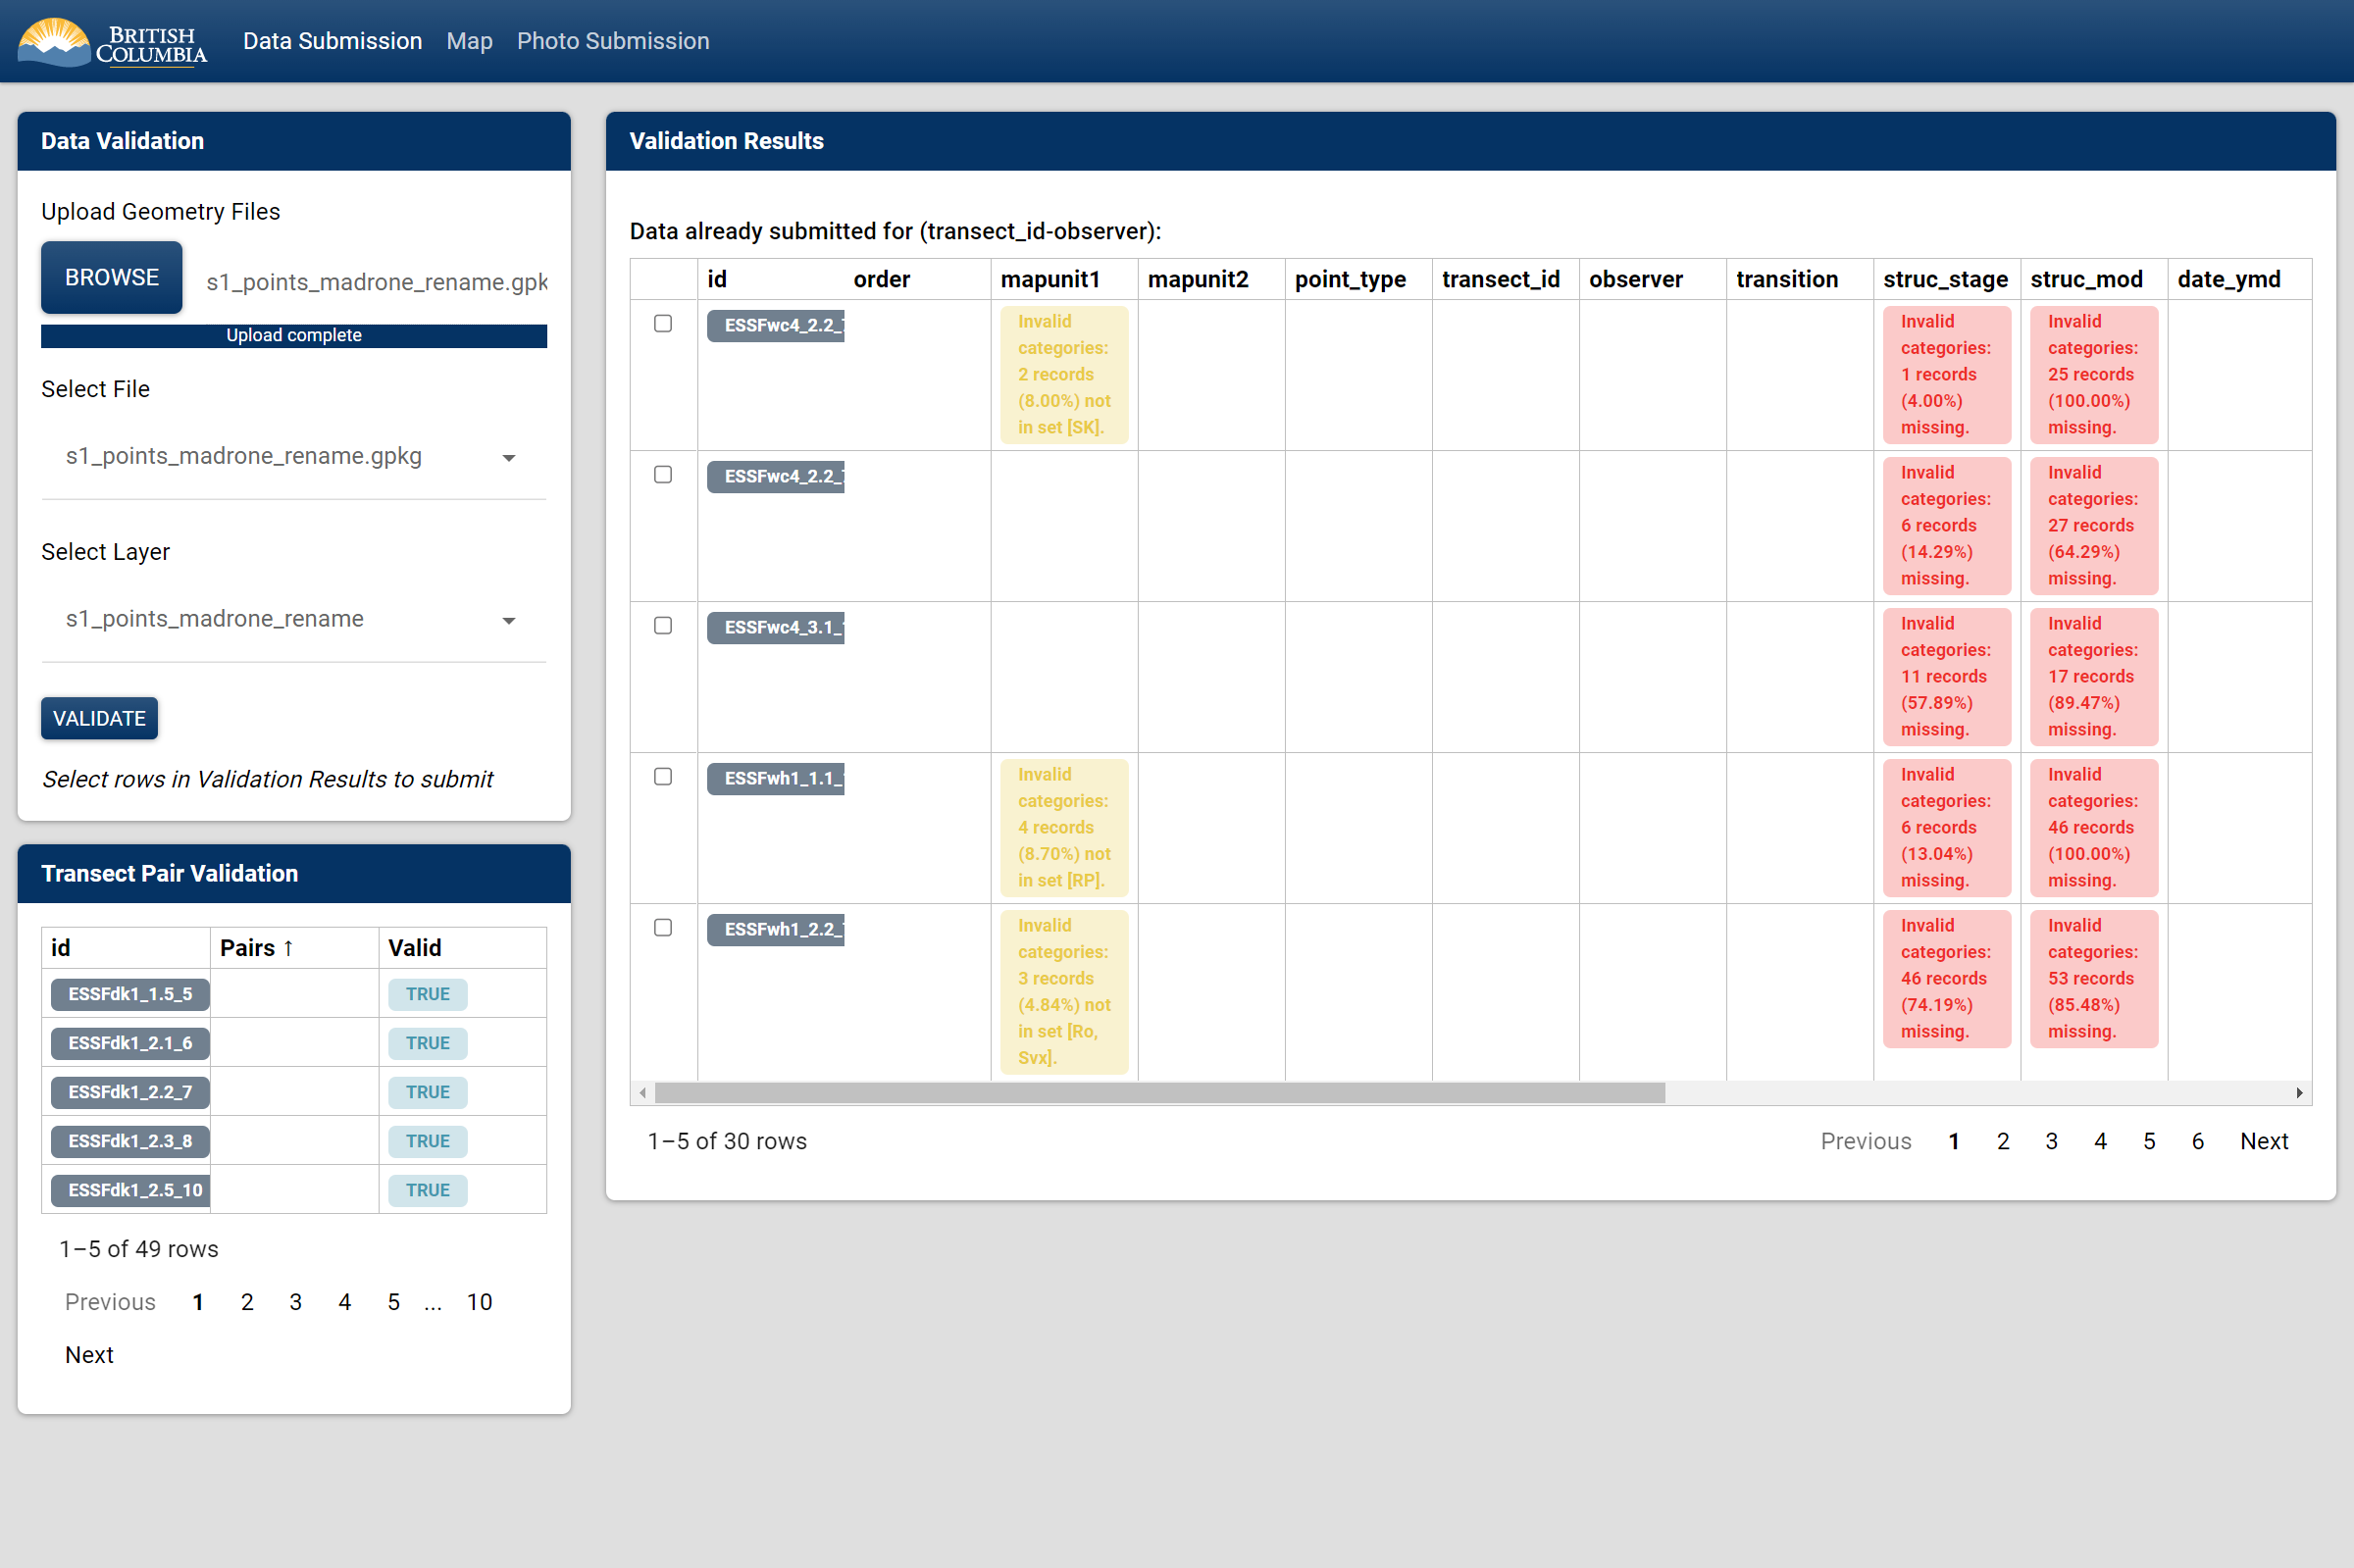 BRITISH
COLUMBIA
Data Submission
Map
Photo Submission
Data Validation
Upload Geometry Files
BROWSE
s1_points_madrone_rename.gpk
Upload complete
Select File
s1_points_madrone_rename.gpkg
Select Layer
s1_points_madrone_rename
VALIDATE
Select rows in Validation Results to submit
Transect Pair Validation
id Pairs ↑ Valid
ESSFdk1_1.5_5 TRUE
ESSFdk1_2.1_6 TRUE
ESSFdk1_2.2_7 TRUE
ESSFdk1_2.3_8 TRUE
ESSFdk1_2.5_10 TRUE
1–5 of 49 rows
Previous 1 2 3 4 5 ... 10
Next
Validation Results
Data already submitted for (transect_id-observer):
id order mapunit1 mapunit2 point_type transect_id observer transition struc_stage struc_mod date_ymd
ESSFwc4_2.2_
Invalid
categories:
2 records
(8.00%) not
in set [SK].
Invalid
categories:
1 records
(4.00%)
missing.
Invalid
categories:
25 records
(100.00%)
missing.
ESSFwc4_2.2_
Invalid
categories:
6 records
(14.29%)
missing.
Invalid
categories:
27 records
(64.29%)
missing.
ESSFwc4_3.1_
Invalid
categories:
11 records
(57.89%)
missing.
Invalid
categories:
17 records
(89.47%)
missing.
ESSFwh1_1.1_
Invalid
categories:
4 records
(8.70%) not
in set [RP].
Invalid
categories:
6 records
(13.04%)
missing.
Invalid
categories:
46 records
(100.00%)
missing.
ESSFwh1_2.2_
Invalid
categories:
3 records
(4.84%) not
in set [Ro,
Svx].
Invalid
categories:
46 records
(74.19%)
missing.
Invalid
categories:
53 records
(85.48%)
missing.
1–5 of 30 rows
Previous 1 2 3 4 5 6 Next